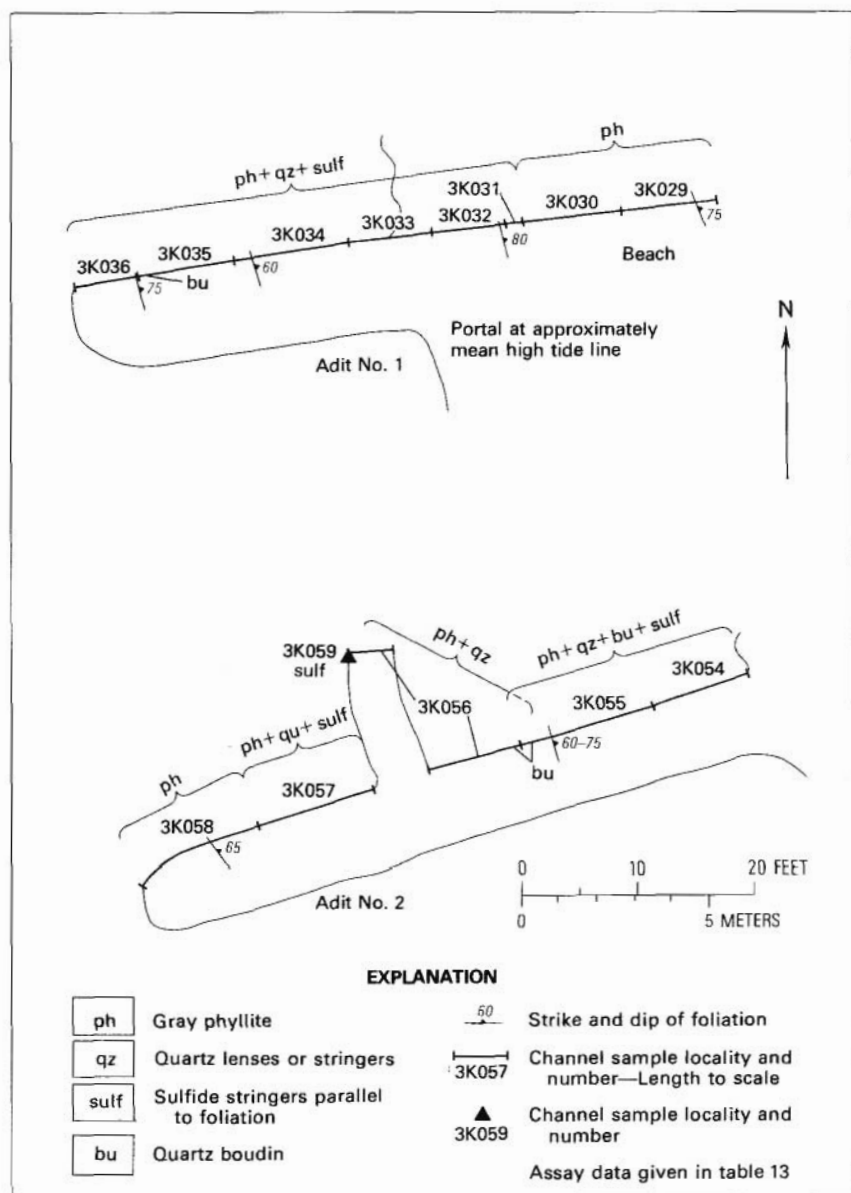 ph
ph+qz+sulf
3K031
3K029
3K030
3K032
3K033
3K034
3K035
3K036
75
80
60
75
bu
Beach
Portal at approximately
mean high tide line
Adit No. 1
N
ph+qz
ph+qz+bu+sulf
3K059
sulf
3K054
3K056
3K055
ph+qu+sulf
60–75
bu
ph
3K057
3K058
65
Adit No. 2
0 10 20 FEET
0 5 METERS
EXPLANATION
ph Gray phyllite
qz Quartz lenses or stringers
sulf Sulfide stringers parallel
to foliation
bu Quartz boudin
60 Strike and dip of foliation
3K057 Channel sample locality and
number—Length to scale
3K059 Channel sample locality and
number
Assay data given in table 13